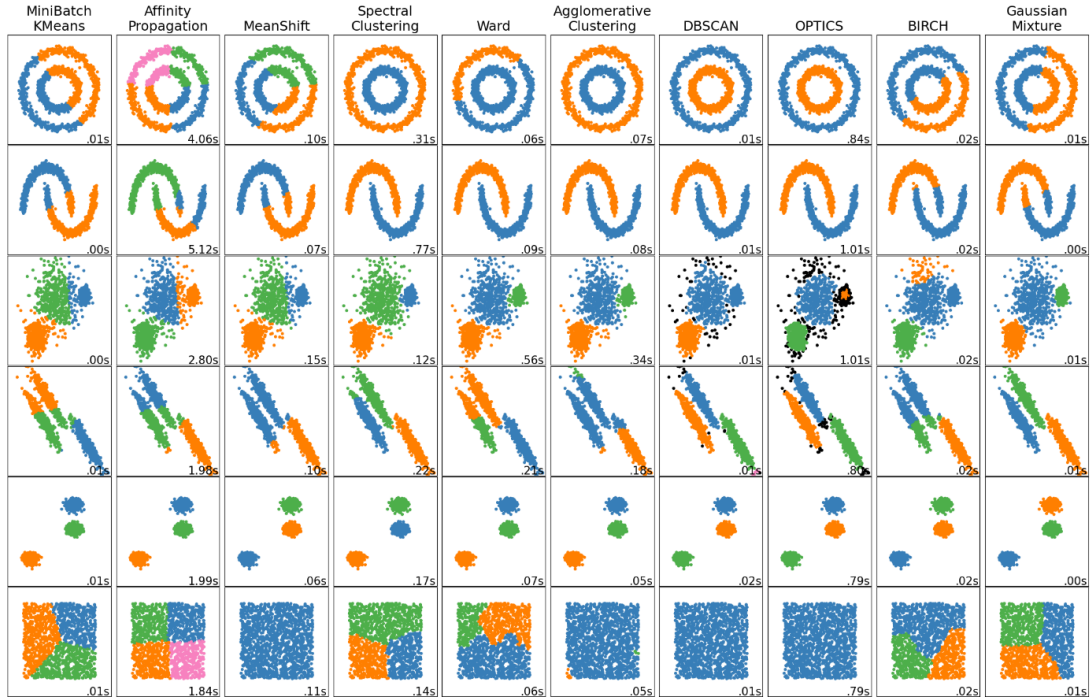 MiniBatch
KMeans
Affinity
Propagation
MeanShift
Spectral
Clustering
Ward
Agglomerative
Clustering
DBSCAN
OPTICS
BIRCH
Gaussian
Mixture
.01s
4.06s
.10s
.31s
.06s
.07s
.01s
.84s
.02s
.01s
.00s
5.12s
.07s
.77s
.09s
.08s
.01s
1.01s
.02s
.00s
.00s
2.80s
.15s
.12s
.56s
.34s
.01s
1.01s
.02s
.01s
.01s
1.98s
.10s
.22s
.21s
.18s
.01s
.80s
.02s
.01s
.01s
1.99s
.06s
.17s
.07s
.05s
.02s
.79s
.02s
.00s
.01s
1.84s
.11s
.14s
.06s
.05s
.01s
.79s
.02s
.01s